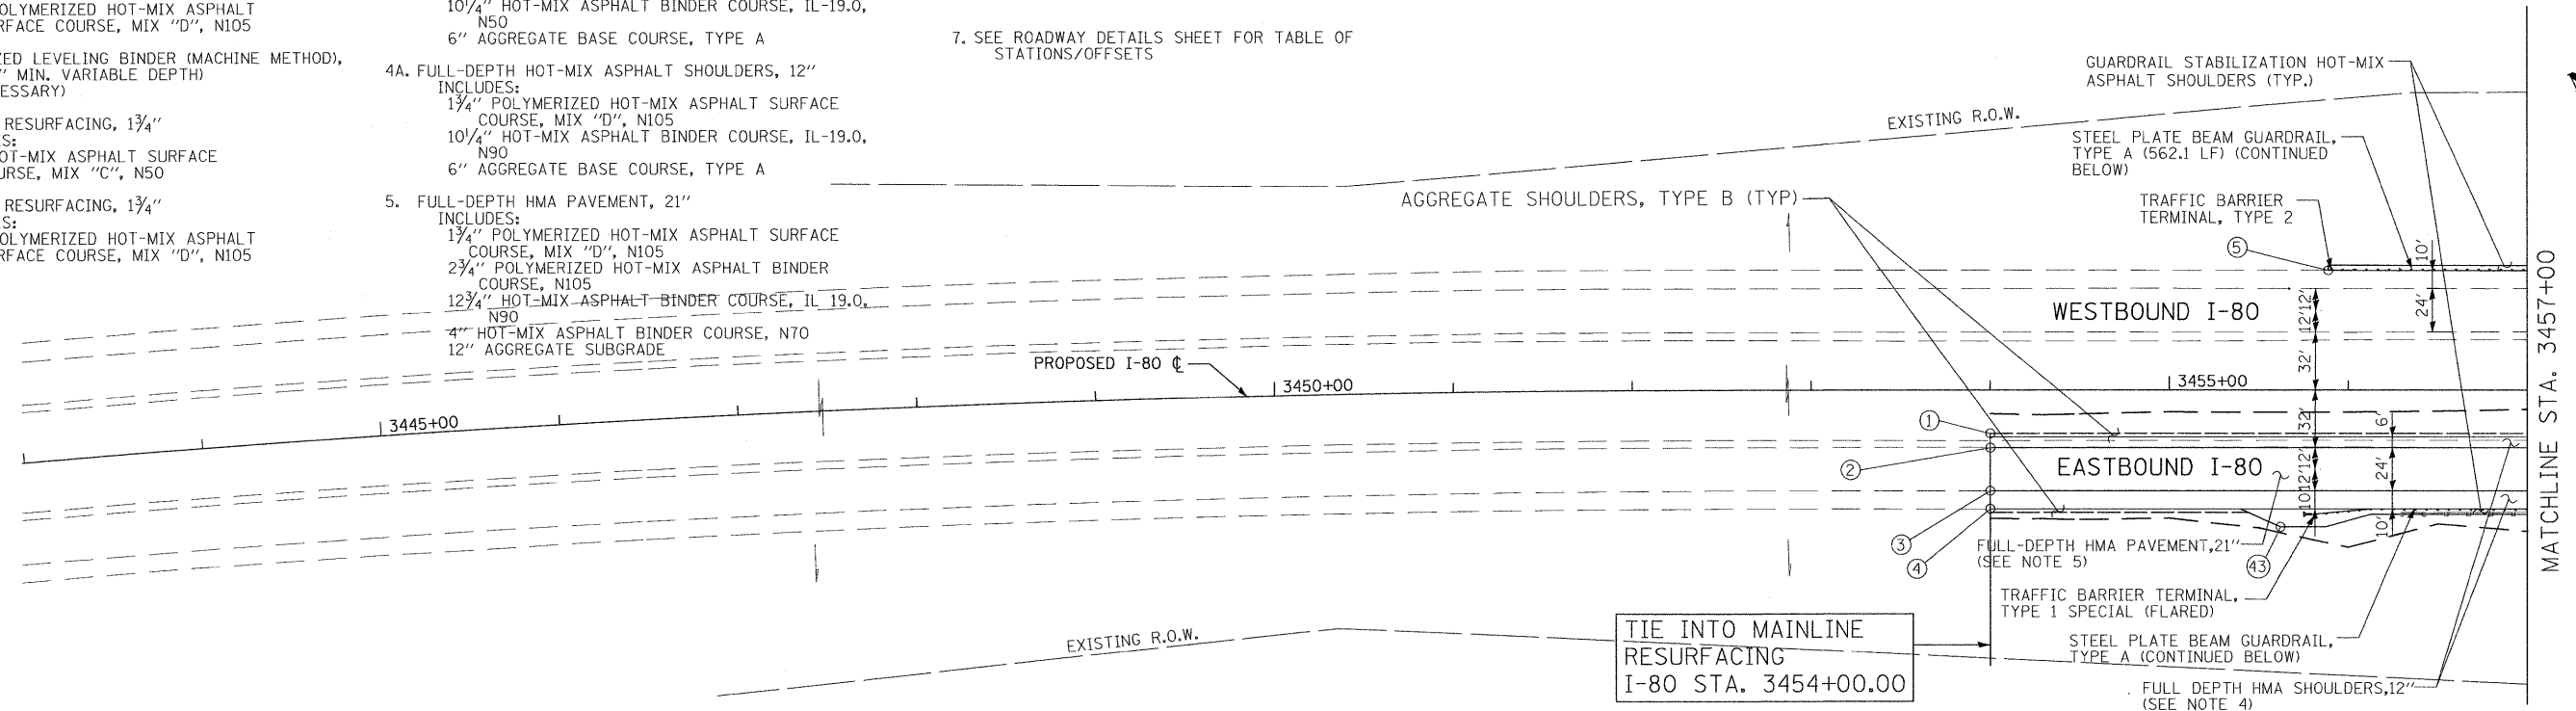 OLYMERIZED HOT-MIX ASPHALT
RFACE COURSE, MIX "D", N105
ZED LEVELING BINDER (MACHINE METHOD),
" MIN. VARIABLE DEPTH)
ESSARY)
RESURFACING, 1¾"
S:
OT-MIX ASPHALT SURFACE
URSE, MIX "C", N50
RESURFACING, 1¾"
ES:
OLYMERIZED HOT-MIX ASPHALT
RFACE COURSE, MIX "D", N105
10¼" HOT-MIX ASPHALT BINDER COURSE, IL-19.0,
N50
6" AGGREGATE BASE COURSE, TYPE A
4A. FULL-DEPTH HOT-MIX ASPHALT SHOULDERS, 12"
INCLUDES:
1¾" POLYMERIZED HOT-MIX ASPHALT SURFACE
COURSE, MIX "D", N105
10¼" HOT-MIX ASPHALT BINDER COURSE, IL-19.0,
N90
6" AGGREGATE BASE COURSE, TYPE A
5. FULL-DEPTH HMA PAVEMENT, 21"
INCLUDES:
1¾" POLYMERIZED HOT-MIX ASPHALT SURFACE
COURSE, MIX "D", N105
2¾" POLYMERIZED HOT-MIX ASPHALT BINDER
COURSE, N105
12¾" HOT-MIX ASPHALT BINDER COURSE, IL 19.0,
N90
4" HOT-MIX ASPHALT BINDER COURSE, N70
12" AGGREGATE SUBGRADE
7. SEE ROADWAY DETAILS SHEET FOR TABLE OF
STATIONS/OFFSETS
GUARDRAIL STABILIZATION HOT-MIX
ASPHALT SHOULDERS (TYP.)
EXISTING R.O.W.
STEEL PLATE BEAM GUARDRAIL,
TYPE A (562.1 LF) (CONTINUED
BELOW)
AGGREGATE SHOULDERS, TYPE B (TYP)
TRAFFIC BARRIER
TERMINAL, TYPE 2
5
10'
WESTBOUND I-80
12'
12'
24'
32'
PROPOSED I-80 ℄
3445+00
3450+00
3455+00
MATCHLINE STA. 3457+00
1
2
3
4
32'
6'
EASTBOUND I-80
12'
12'
10'
24'
10'
FULL-DEPTH HMA PAVEMENT,21"
(SEE NOTE 5)
43
TRAFFIC BARRIER TERMINAL,
TYPE 1 SPECIAL (FLARED)
STEEL PLATE BEAM GUARDRAIL,
TYPE A (CONTINUED BELOW)
FULL DEPTH HMA SHOULDERS,12"
(SEE NOTE 4)
EXISTING R.O.W.
TIE INTO MAINLINE
RESURFACING
I-80 STA. 3454+00.00